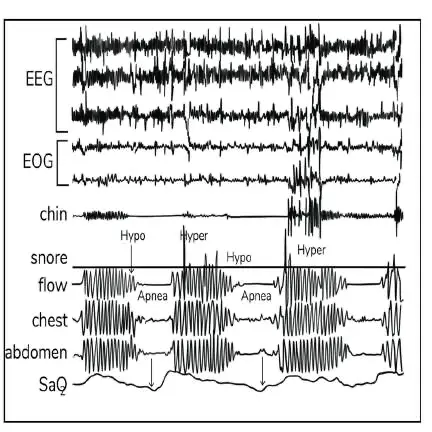 EEG
EOG
chin
Hypo
Hyper
snore
Hypo
Hyper
flow
Apnea
Apnea
chest
abdomen
SaO2